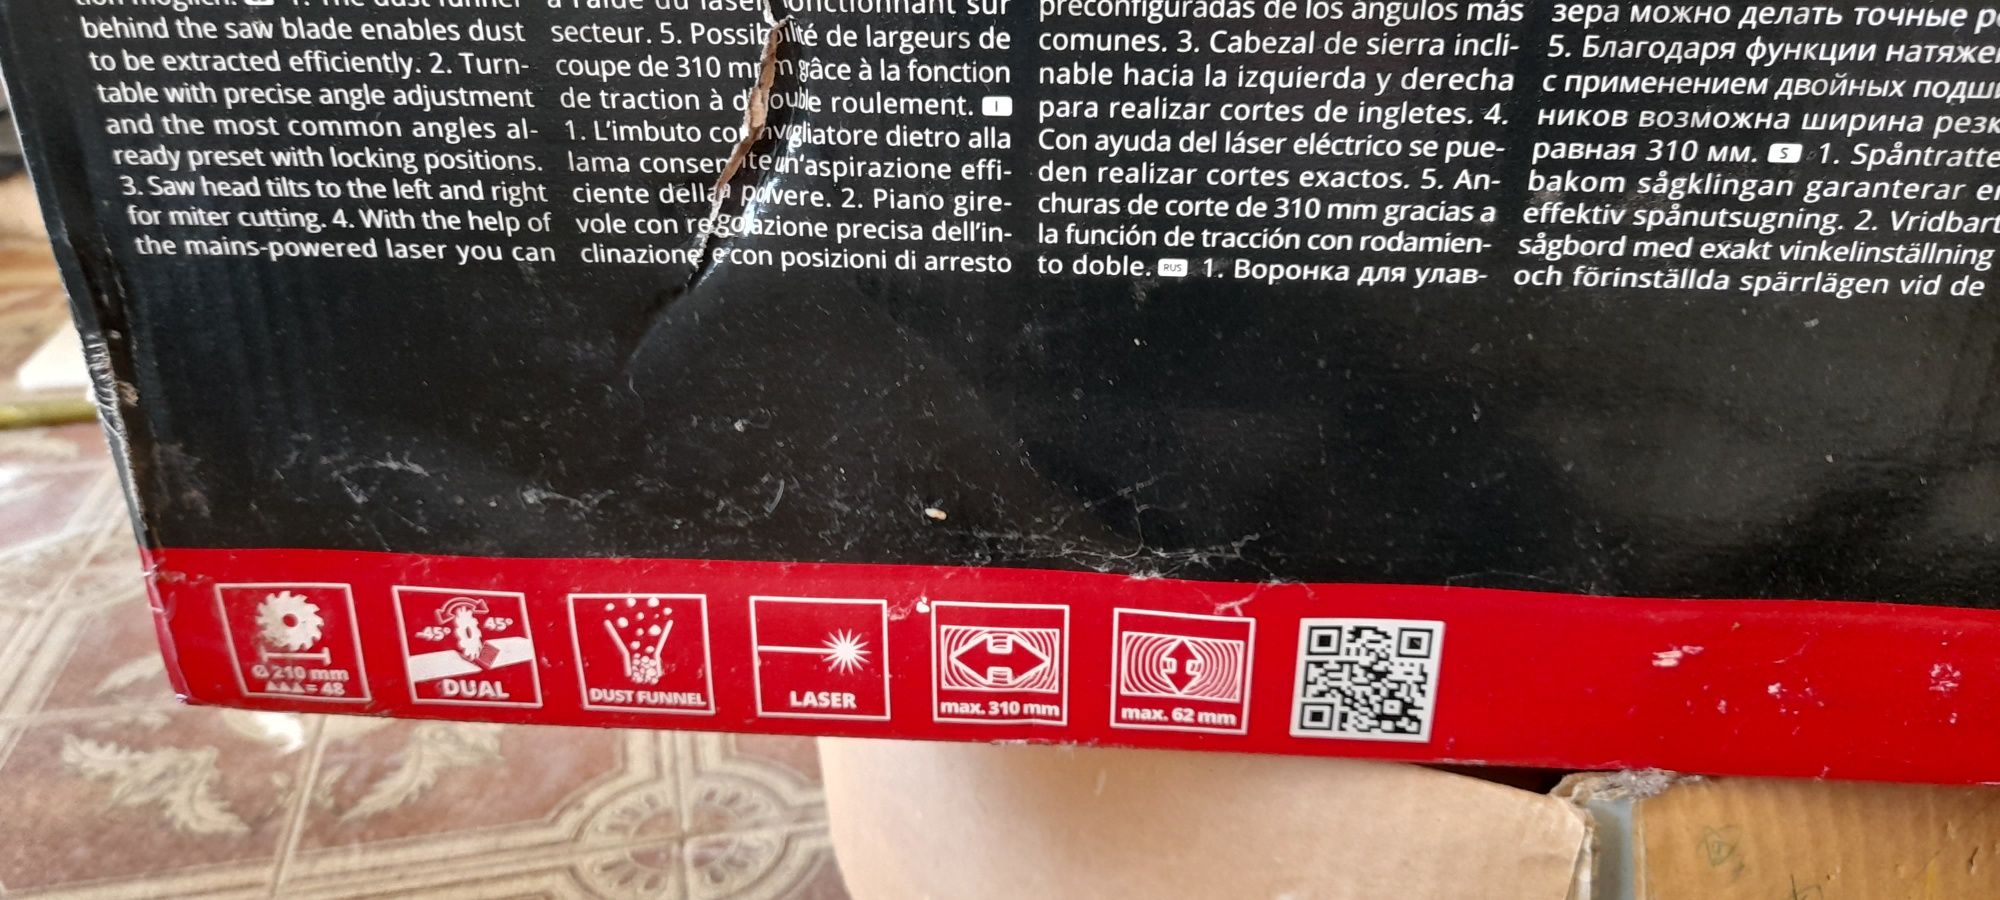 behind the saw blade enables dust
to be extracted efficiently. 2. Turn-
table with precise angle adjustment
and the most common angles al-
ready preset with locking positions.
3. Saw head tilts to the left and right
for miter cutting. 4. With the help of
the mains-powered laser you can
à l'aide du laser fonctionnant sur
secteur. 5. Possibilité de largeurs de
coupe de 310 mm gâce à la fonction
de traction à double roulement. I
1. L'imbuto convogliatore dietro alla
lama consente un'aspirazione effi-
ciente della polvere. 2. Piano gire-
vole con regolazione precisa dell'in-
clinazione e con posizioni di arresto
preconfiguradas de los ángulos más
comunes. 3. Cabezal de sierra incli-
nable hacia la izquierda y derecha
para realizar cortes de ingletes. 4.
Con ayuda del láser eléctrico se pue-
den realizar cortes exactos. 5. An-
churas de corte de 310 mm gracias a
la función de tracción con rodamien-
to doble. RUS 1. Воронка для улав-
зера можно делать точные
5. Благодаря функции
с применением двойных
ников возможна ширина
равная 310 мм. S 1. Spåntratte
bakom sågklingan garanterar
effektiv spånutsugning. 2. Vridbart
sågbord med exakt vinkelinställning
och förinställda spärrlägen vid de
Ø 210 mm
= 48
-45° 45°
DUAL
DUST FUNNEL
LASER
max. 310 mm
max. 62 mm